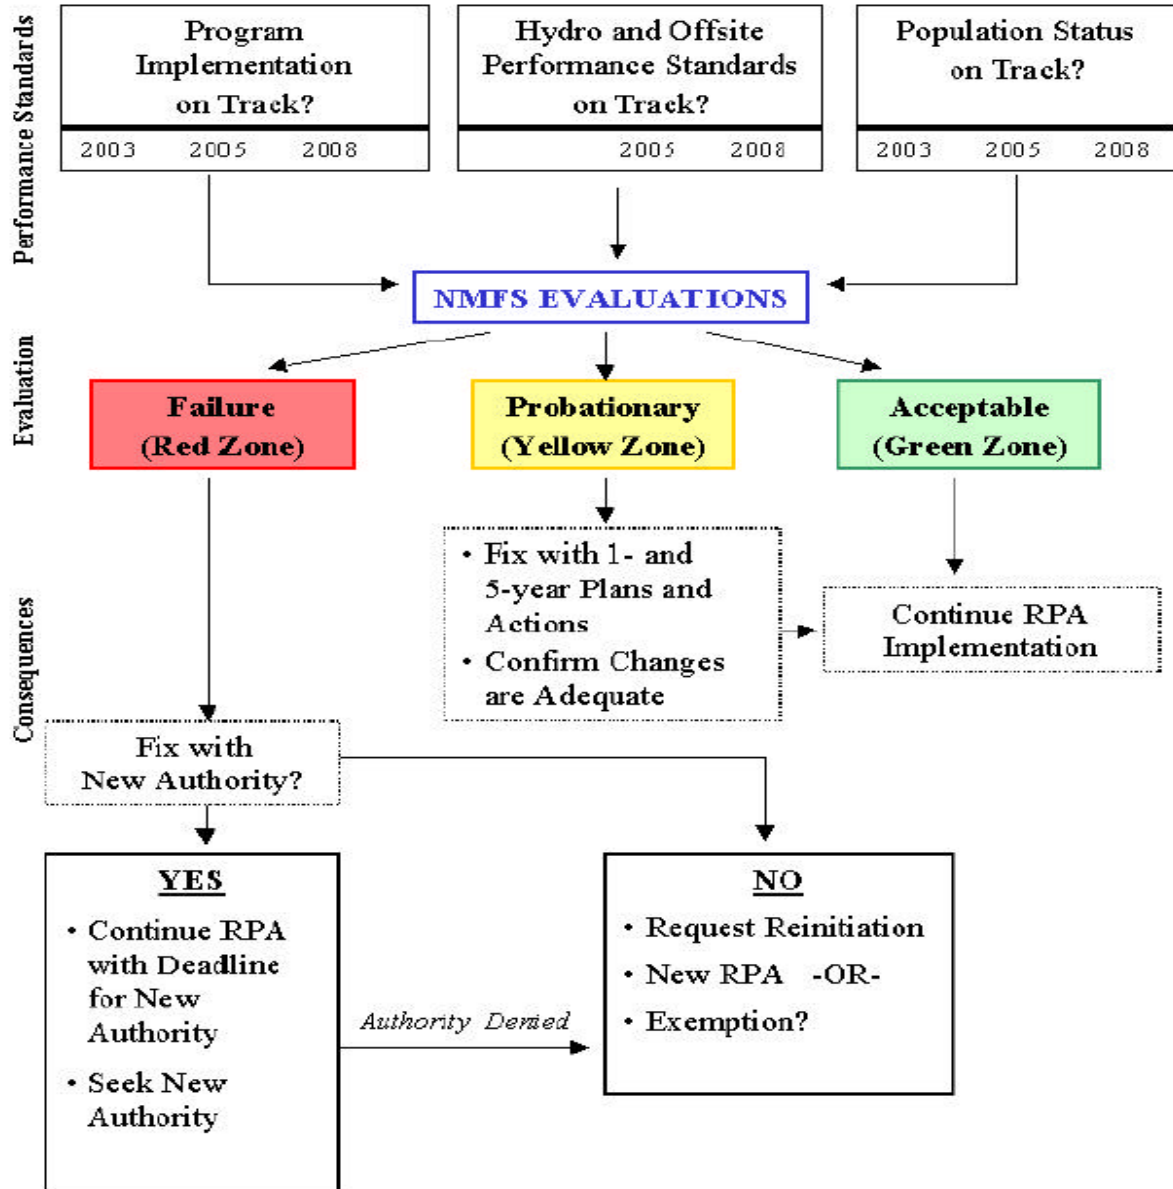 Performance Standards
Program
Implementation
on Track?
2003 2005 2008
Hydro and Offsite
Performance Standards
on Track?
2005 2008
Population Status
on Track?
2003 2005 2008
NMFS EVALUATIONS
Evaluation
Failure
(Red Zone)
Probationary
(Yellow Zone)
Acceptable
(Green Zone)
Consequences
• Fix with 1- and
5-year Plans and
Actions
• Confirm Changes
are Adequate
Continue RPA
Implementation
Fix with
New Authority?
YES
• Continue RPA
with Deadline
for New
Authority
• Seek New
Authority
Authority Denied
NO
• Request Reinitiation
• New RPA -OR-
• Exemption?